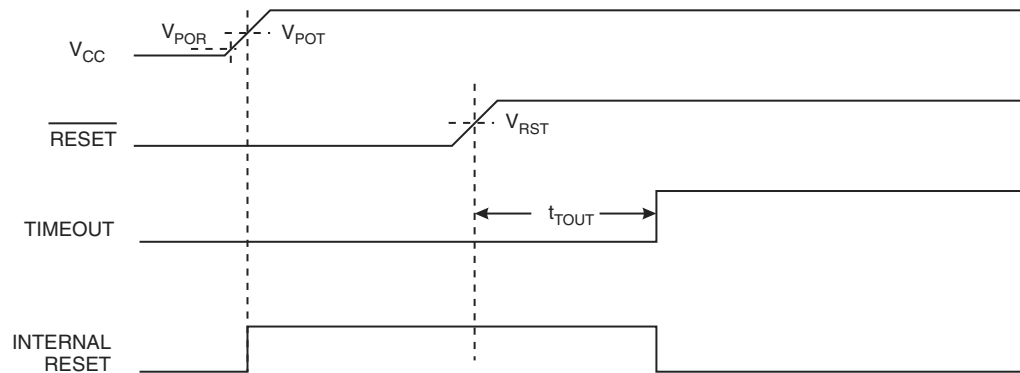 V_POR
V_POT
V_CC
RESET
V_RST
t_TOUT
TIMEOUT
INTERNAL
RESET